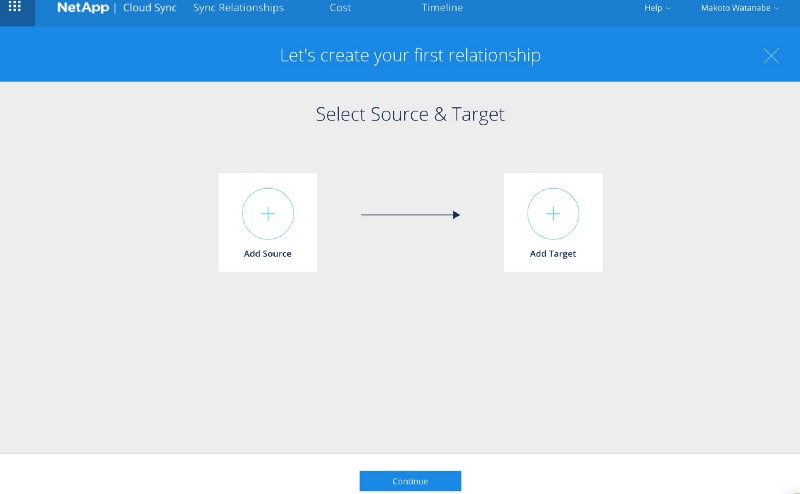 NetApp | Cloud Sync Sync Relationships Cost Timeline Help Makoto Watanabe
Let's create your first relationship
Select Source & Target
Add Source Add Target
Continue